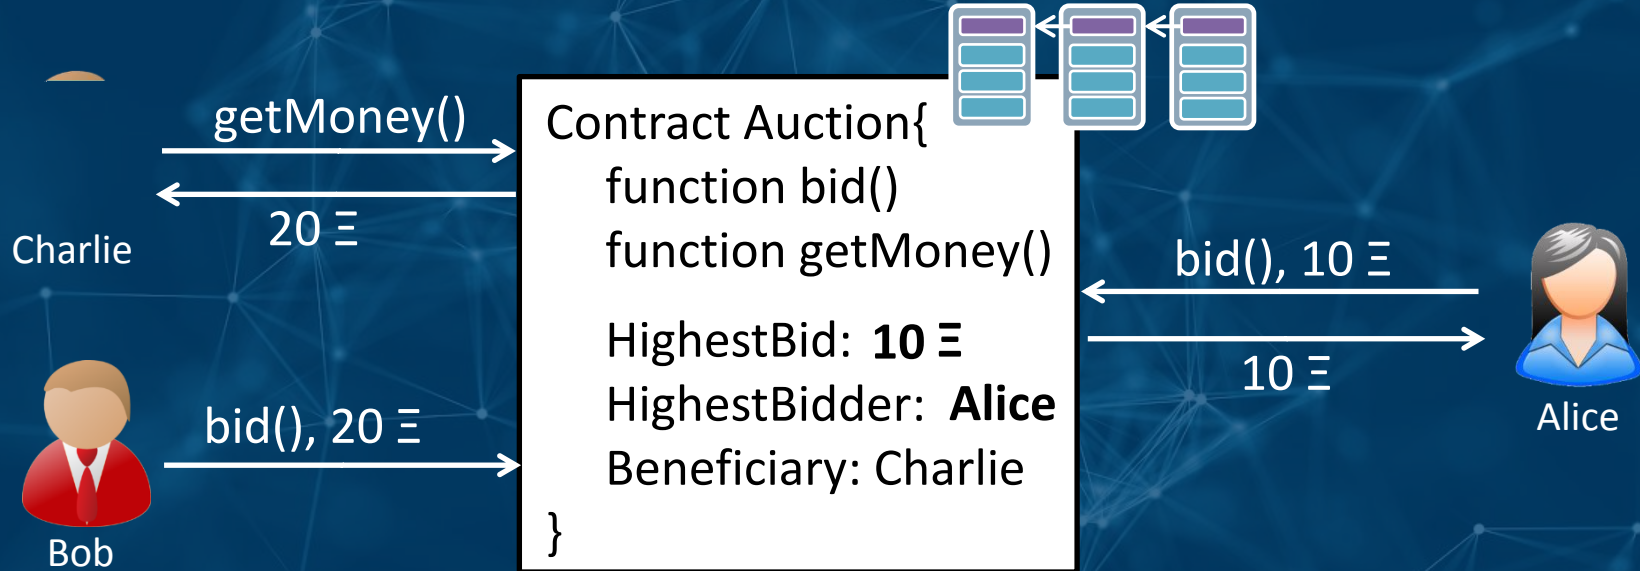 getMoney()
20 Ξ
Charlie
bid(), 20 Ξ
Bob
Contract Auction{
function bid()
function getMoney()
HighestBid: 10 Ξ
HighestBidder: Alice
Beneficiary: Charlie
}
bid(), 10 Ξ
10 Ξ
Alice